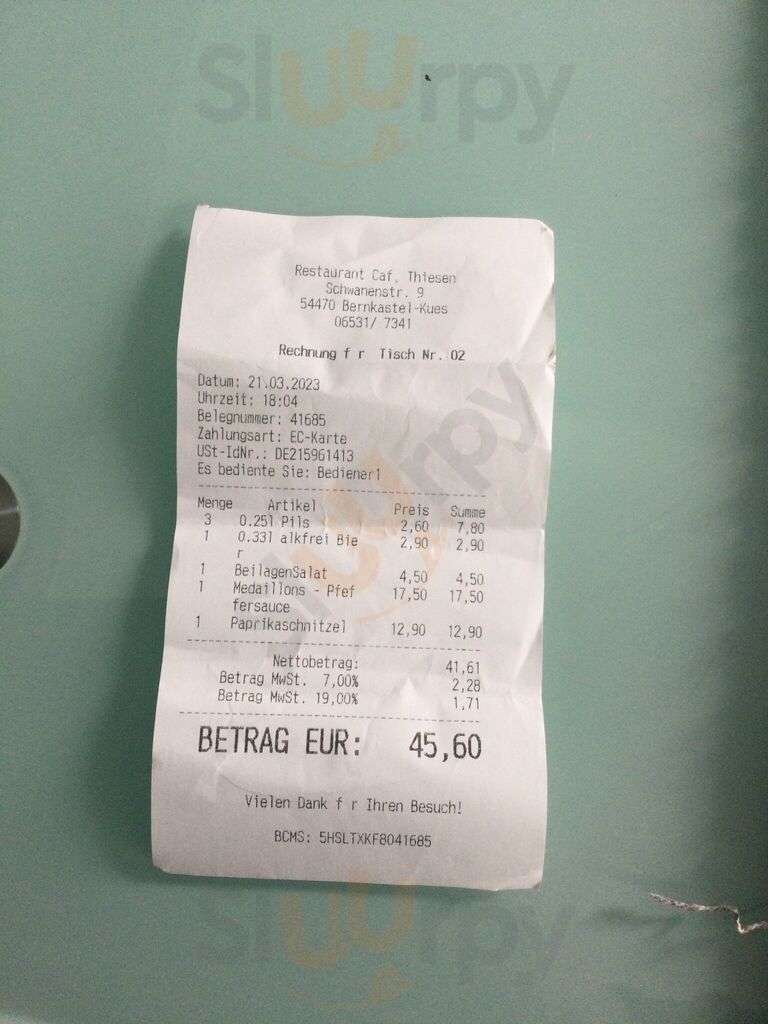 Sluurpy
Restaurant Caf, Thiesen
Schwanenstr. 9
54470 Bernkastel-Kues
06531/ 7341
Rechnung f r Tisch Nr. 02
Datum: 21.03.2023
Uhrzeit: 18:04
Belegnummer: 41685
Zahlungsart: EC-Karte
USt-IdNr.: DE215961413
Es bediente Sie: Bediener1
Menge Artikel Preis Summe
3 0.25l Pils 2,60 7,80
1 0.33l alkfrei Bie 2,90 2,90
r
1 BeilagenSalat 4,50 4,50
1 Medaillons - Pfef 17,50 17,50
fersauce
1 Paprikaschnitzel 12,90 12,90
Nettobetrag: 41,61
Betrag MwSt. 7,00% 2,28
Betrag MwSt. 19,00% 1,71
BETRAG EUR: 45,60
Vielen Dank f r Ihren Besuch!
BCMS: 5HSLTXKF8041685
Sluurpy
Sluurpy